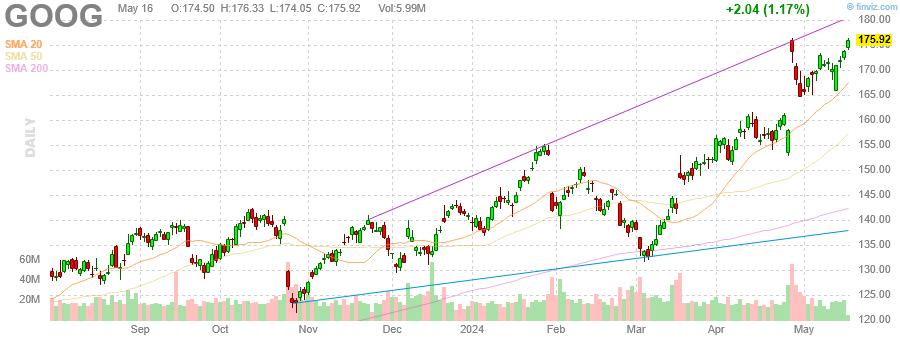 GOOG May 16 O:174.50 H:176.33 L:174.05 C:175.92 Vol:5.99M +2.04 (1.17%) © finviz.com
SMA 20
SMA 50
SMA 200
DAILY
180.00
175.92
170.00
165.00
160.00
155.00
150.00
145.00
140.00
135.00
130.00
125.00
120.00
60M
40M
20M
Sep Oct Nov Dec 2024 Feb Mar Apr May